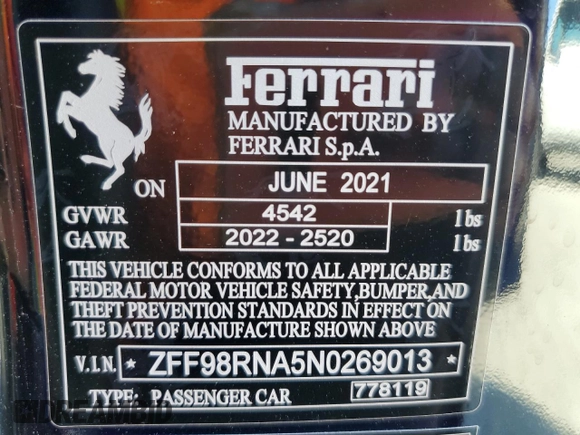 Ferrari
MANUFACTURED BY
FERRARI S.p.A.
ON JUNE 2021
GVWR 4542 lbs
GAWR 2022 - 2520 lbs
THIS VEHICLE CONFORMS TO ALL APPLICABLE
FEDERAL MOTOR VEHICLE SAFETY,BUMPER,AND
THEFT PREVENTION STANDARDS IN EFFECT ON
THE DATE OF MANUFACTURE SHOWN ABOVE
V.I.N. * ZFF98RNA5N0269013 *
TYPE: PASSENGER CAR 778119
DREAMBID